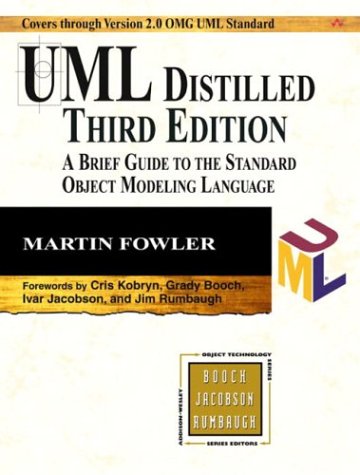 Covers through Version 2.0 OMG UML Standard
UML DISTILLED
THIRD EDITION
A BRIEF GUIDE TO THE STANDARD
OBJECT MODELING LANGUAGE
MARTIN FOWLER
Forewords by Cris Kobryn, Grady Booch,
Ivar Jacobson, and Jim Rumbaugh
UML
ADDISON-WESLEY
OBJECT TECHNOLOGY
SERIES
BOOCH
JACOBSON
RUMBAUGH
SERIES EDITORS